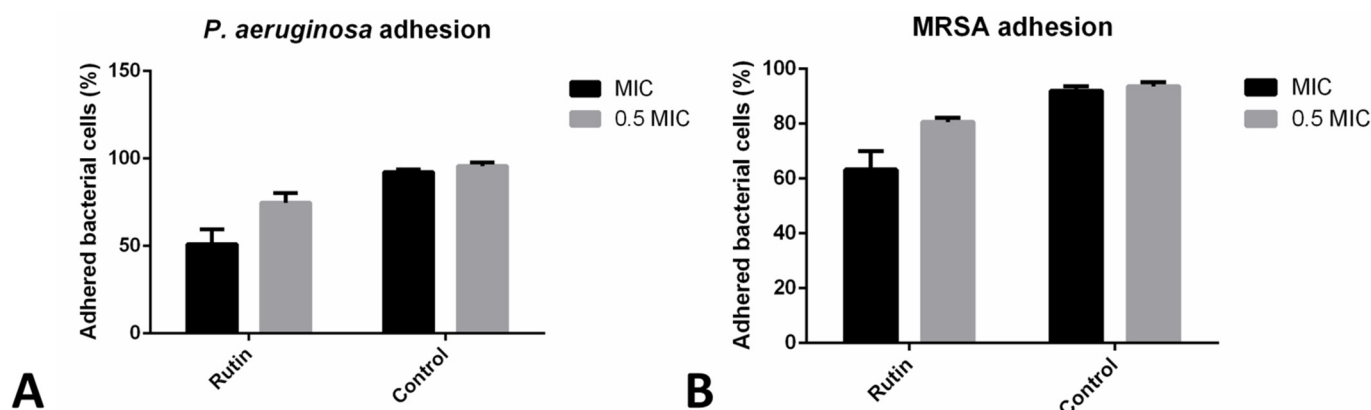 P. aeruginosa adhesion
Adhered bacterial cells (%)
150
100
50
0
Rutin
Control
MIC
0.5 MIC
A
MRSA adhesion
Adhered bacterial cells (%)
100
80
60
40
20
0
Rutin
Control
MIC
0.5 MIC
B